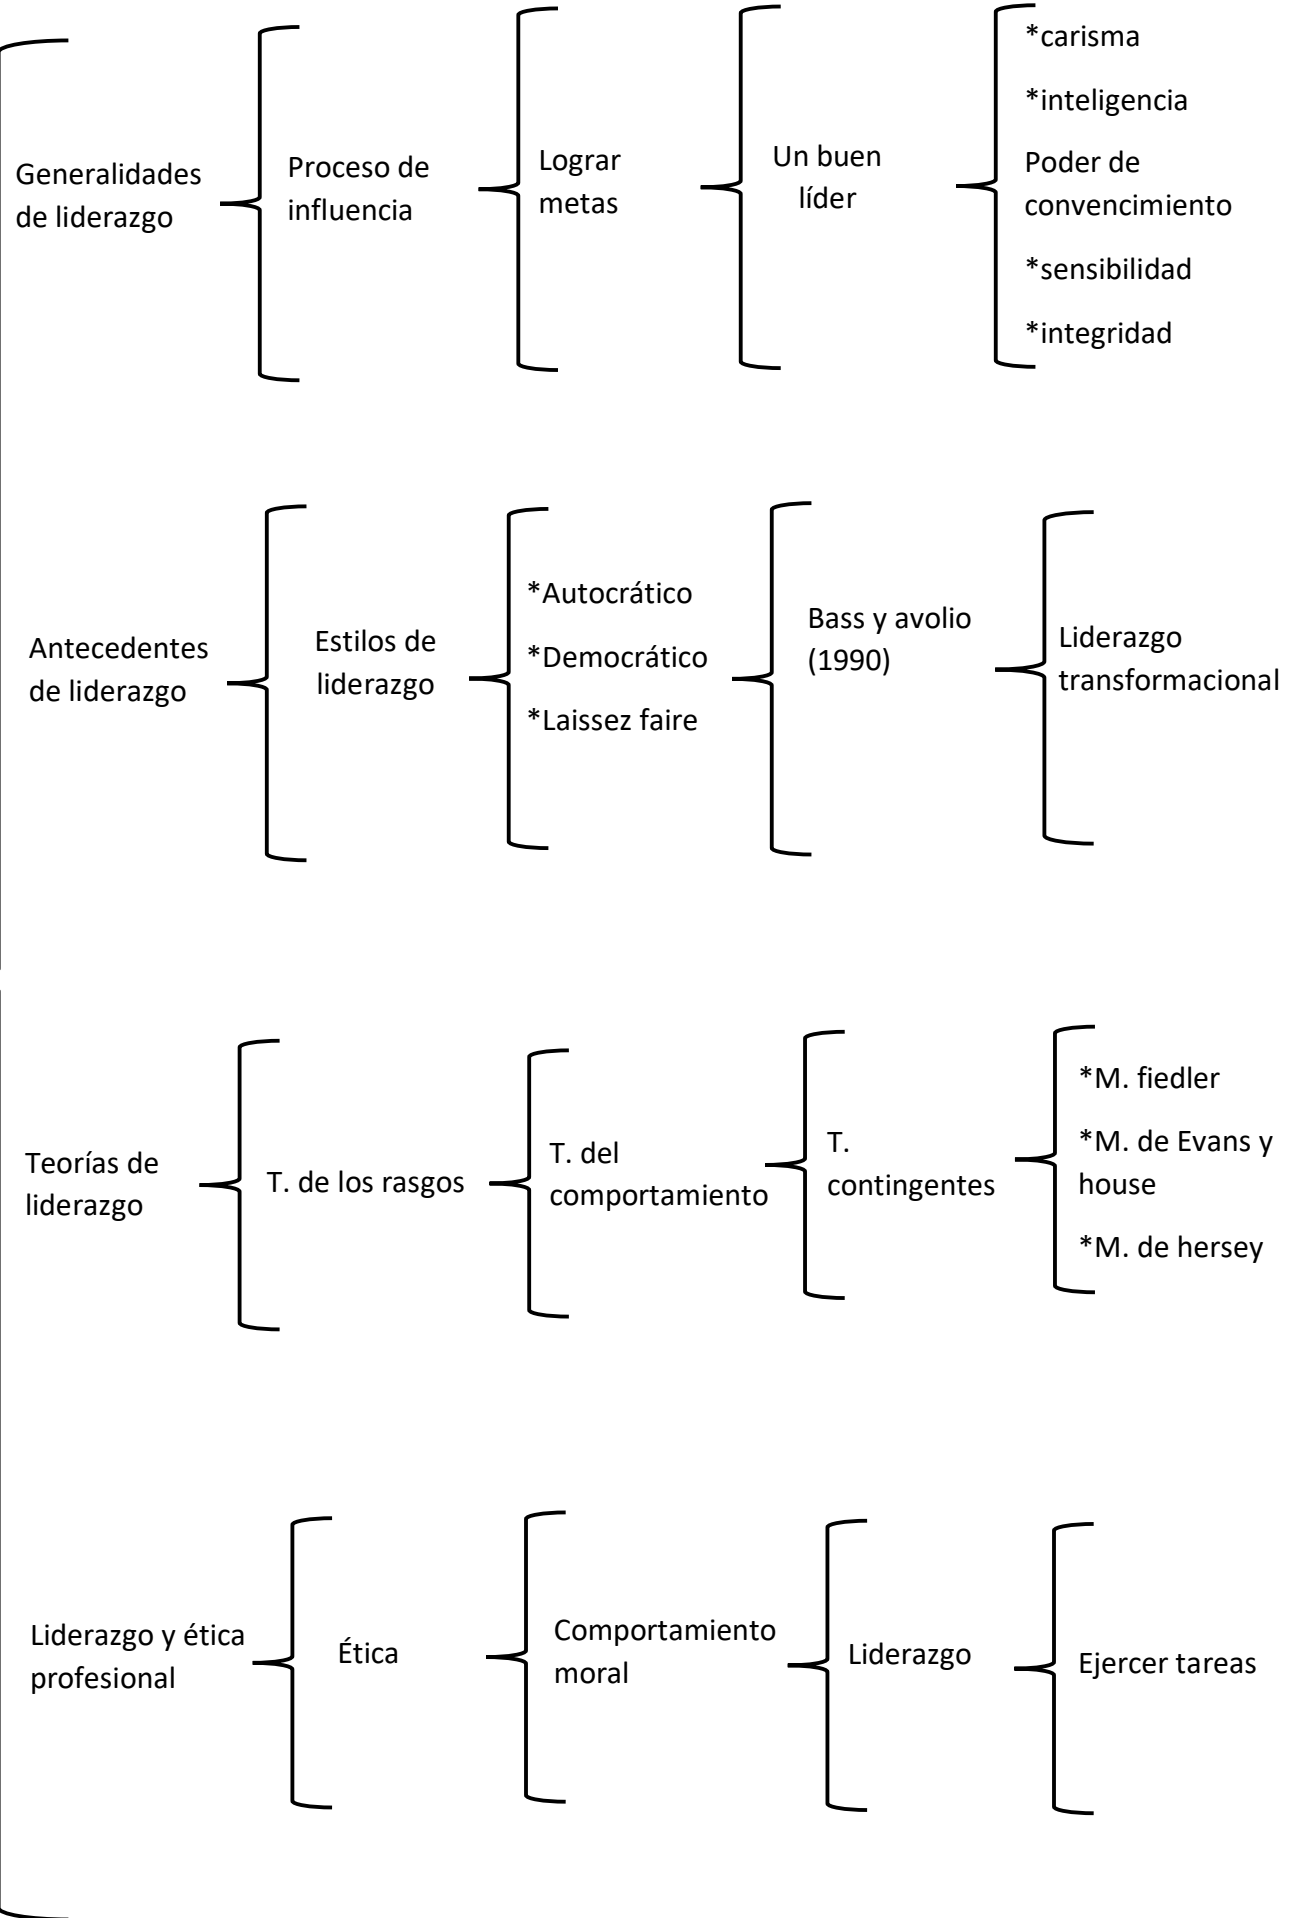 Generalidades
de liderazgo
Proceso de
influencia
Lograr
metas
Un buen
líder
*carisma
*inteligencia
Poder de
convencimiento
*sensibilidad
*integridad
Antecedentes
de liderazgo
Estilos de
liderazgo
*Autocrático
*Democrático
*Laissez faire
Bass y avolio
(1990)
Liderazgo
transformacional
Teorías de
liderazgo
T. de los rasgos
T. del
comportamiento
T.
contingentes
*M. fiedler
*M. de Evans y
house
*M. de hersey
Liderazgo y ética
profesional
Ética
Comportamiento
moral
Liderazgo
Ejercer tareas